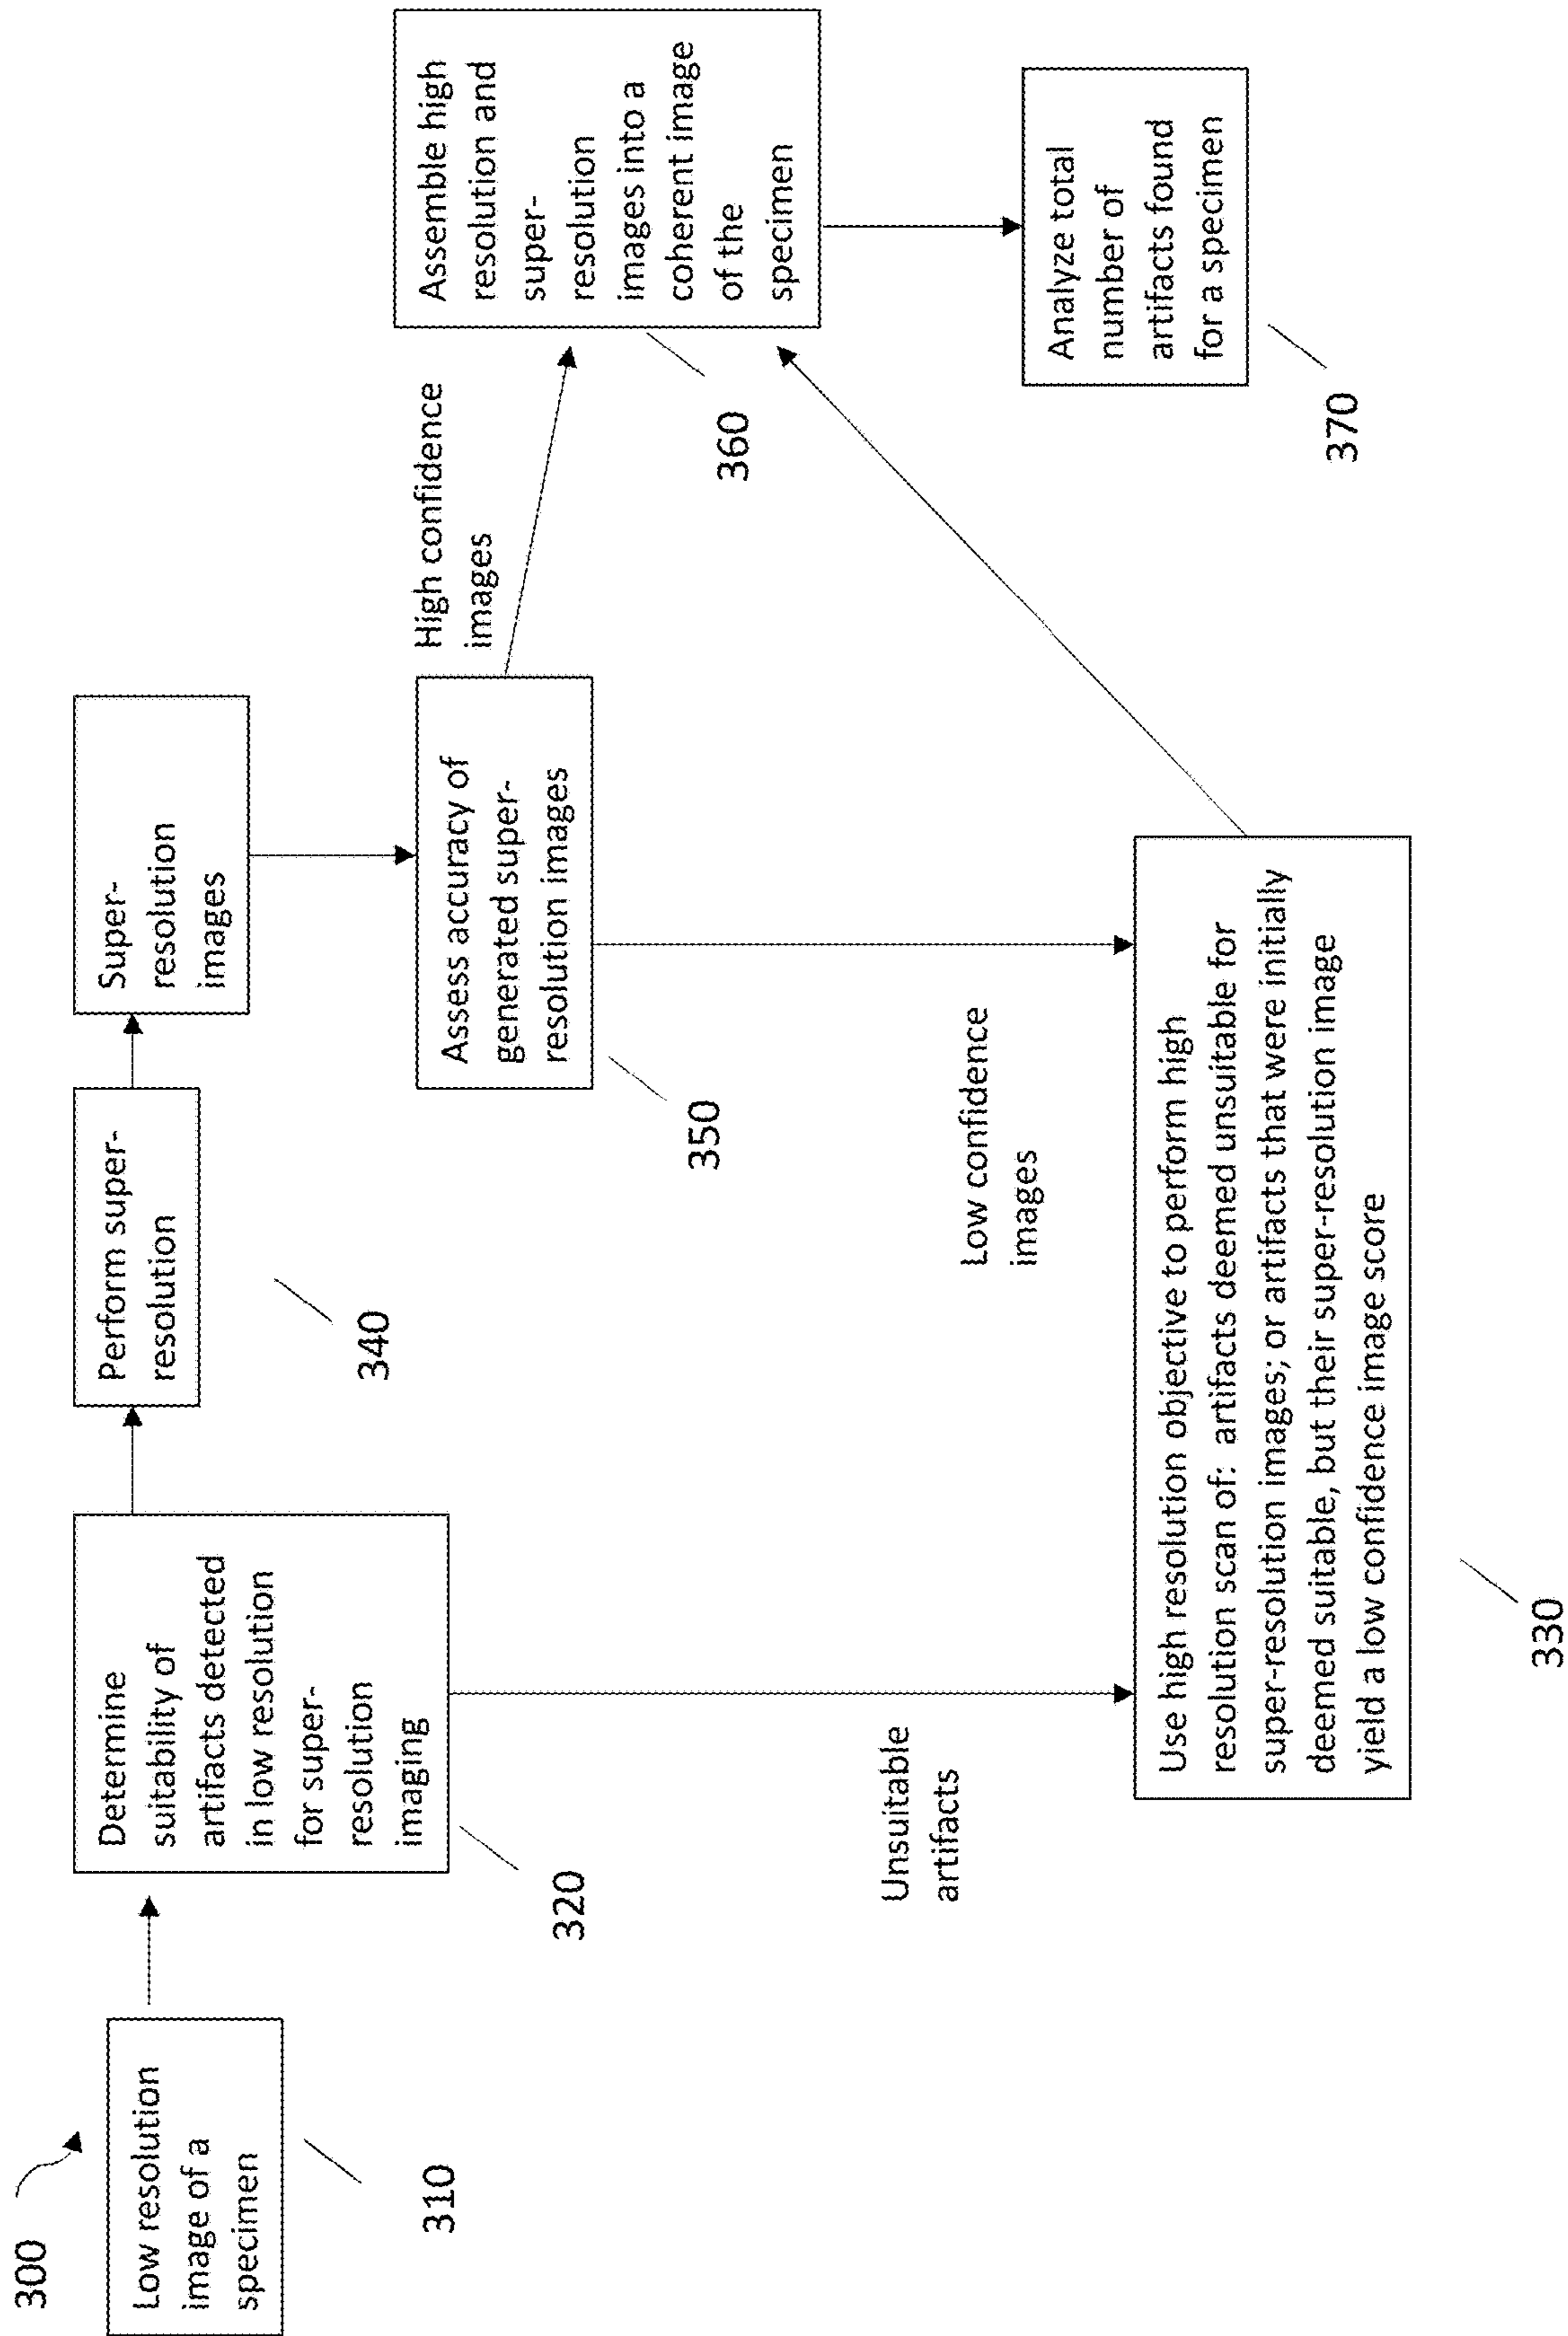 300
Low resolution
image of a
specimen
310
Determine
suitability of
artifacts detected
in low resolution
for super-
resolution
imaging
320
Unsuitable
artifacts
Perform super-
resolution
340
Super-
resolution
images
Assess accuracy of
generated super-
resolution images
350
Low confidence
images
High confidence
images
Use high resolution objective to perform high
resolution scan of: artifacts deemed unsuitable for
super-resolution images; or artifacts that were initially
deemed suitable, but their super-resolution image
yield a low confidence image score
330
Assemble high
resolution and
super-
resolution
images into a
coherent image
of the
specimen
360
Analyze total
number of
artifacts found
for a specimen
370